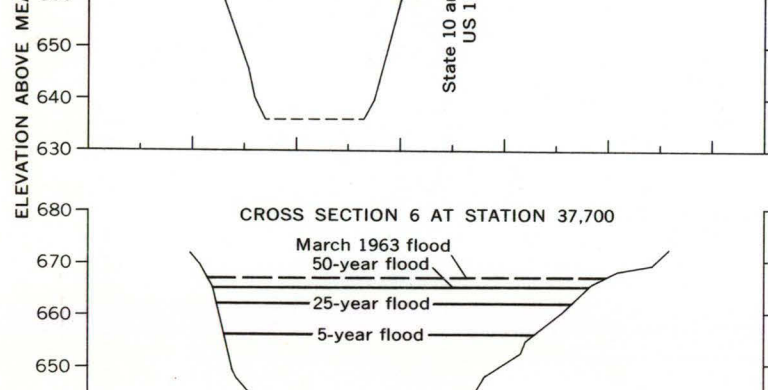 ELEVATION ABOVE
State 10
US 1
650
640
630
CROSS SECTION 6 AT STATION 37,700
680
670
660
650
March 1963 flood
50-year flood
25-year flood
5-year flood